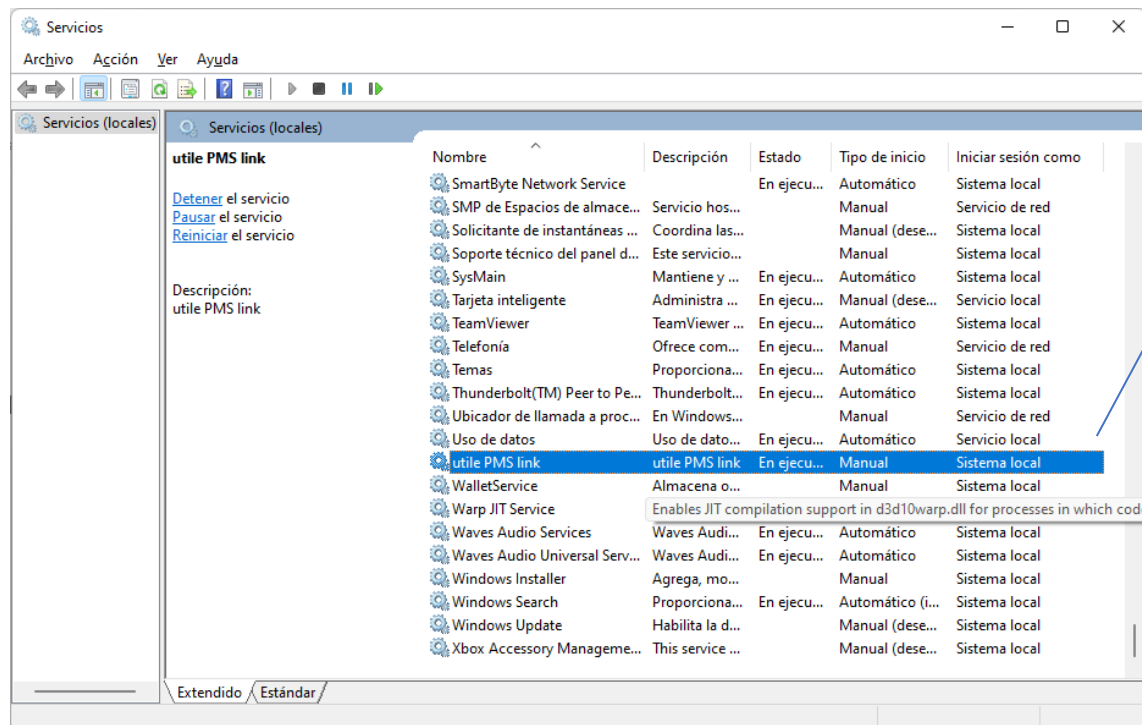 Servicios
Archivo Acción Ver Ayuda
Servicios (locales)
Servicios (locales)
utile PMS link
Detener el servicio
Pausar el servicio
Reiniciar el servicio
Descripción:
utile PMS link
Nombre Descripción Estado Tipo de inicio Iniciar sesión como
SmartByte Network Service En ejecu... Automático Sistema local
SMP de Espacios de almace... Servicio hos... Manual Servicio de red
Solicitante de instantáneas ... Coordina las... Manual (dese... Sistema local
Soporte técnico del panel d... Este servicio... Manual Sistema local
SysMain Mantiene y ... En ejecu... Automático Sistema local
Tarjeta inteligente Administra ... En ejecu... Manual (dese... Servicio local
TeamViewer TeamViewer ... En ejecu... Automático Sistema local
Telefonía Ofrece com... En ejecu... Manual Servicio de red
Temas Proporciona... En ejecu... Automático Sistema local
Thunderbolt(TM) Peer to Pe... Thunderbolt... En ejecu... Automático Sistema local
Ubicador de llamada a proc... En Windows... Manual Servicio de red
Uso de datos Uso de dato... En ejecu... Automático Servicio local
utile PMS link utile PMS link En ejecu... Manual Sistema local
WalletService Almacena o... Manual Sistema local
Warp JIT Service Enables JIT compilation support in d3d10warp.dll for processes in which cod
Waves Audio Services Waves Audi... En ejecu... Automático Sistema local
Waves Audio Universal Serv... Waves Audi... En ejecu... Automático Sistema local
Windows Installer Agrega, mo... Manual Sistema local
Windows Search Proporciona... En ejecu... Automático (i... Sistema local
Windows Update Habilita la d... Manual (dese... Sistema local
Xbox Accessory Manageme... This service ... Manual (dese... Sistema local
Extendido Estándar